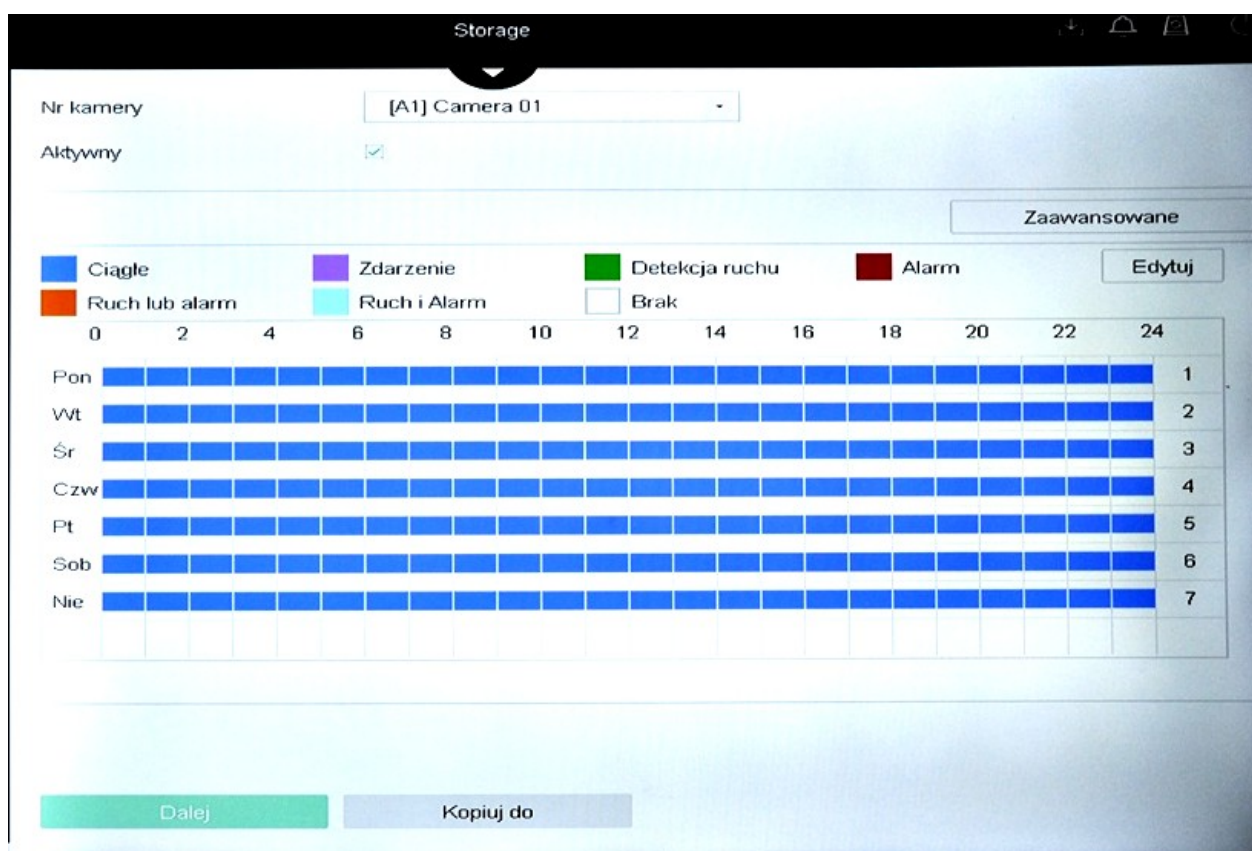 Storage
Nr kamery [A1] Camera 01
Aktywny
Zaawansowane
Ciągłe Zdarzenie Detekcja ruchu Alarm Edytuj
Ruch lub alarm Ruch i Alarm Brak
0 2 4 6 8 10 12 14 16 18 20 22 24
Pon 1
Wt 2
Śr 3
Czw 4
Pt 5
Sob 6
Nie 7
Dalej Kopiuj do